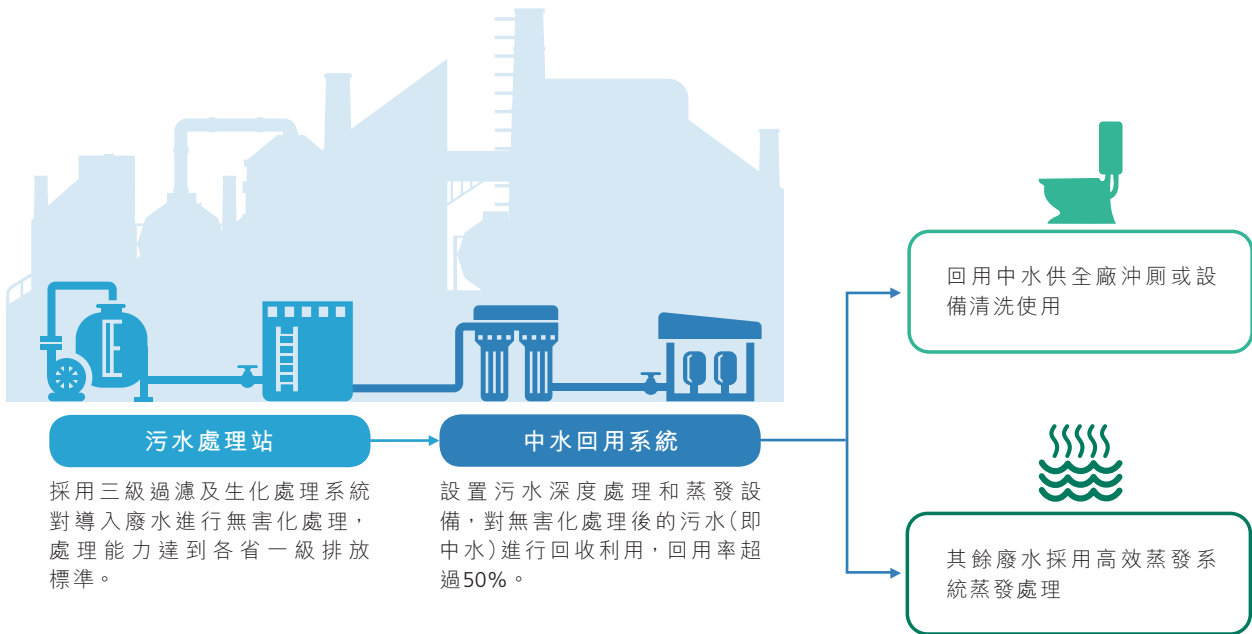 污水處理站
採用三級過濾及生化處理系統
對導入廢水進行無害化處理，
處理能力達到各省一級排放
標準。
中水回用系統
設置污水深度處理和蒸發設
備，對無害化處理後的污水（即
中水）進行回收利用，回用率超
過50%。
回用中水供全廠沖厠或設
備清洗使用
其餘廢水採用高效蒸發系
統蒸發處理